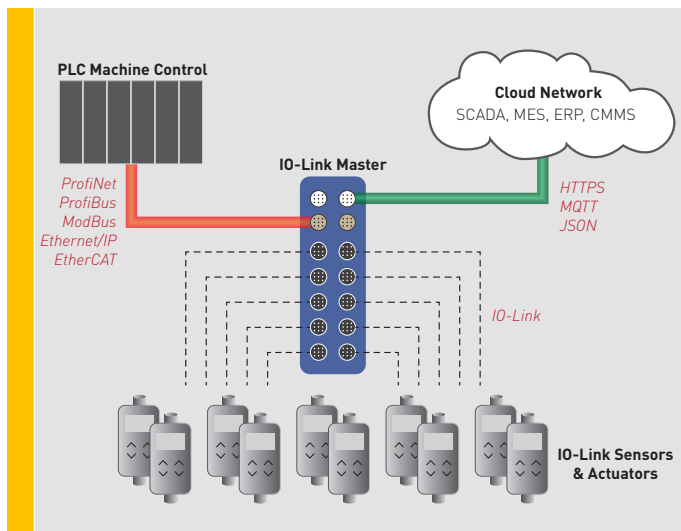 PLC Machine Control
Cloud Network
SCADA, MES, ERP, CMMS
IO-Link Master
ProfiNet
ProfiBus
ModBus
Ethernet/IP
EtherCAT
HTTPS
MQTT
JSON
IO-Link
IO-Link Sensors
& Actuators